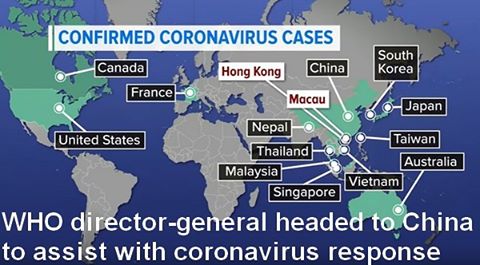 CONFIRMED CORONAVIRUS CASES
South
Korea
Canada
Hong Kong
China
France
Macau
Japan
Nepal
United States
Taiwan
Thailand
Australia
Malaysia
Vietnam
Singapore
WHO director-general headed to China
to assist with coronavirus response